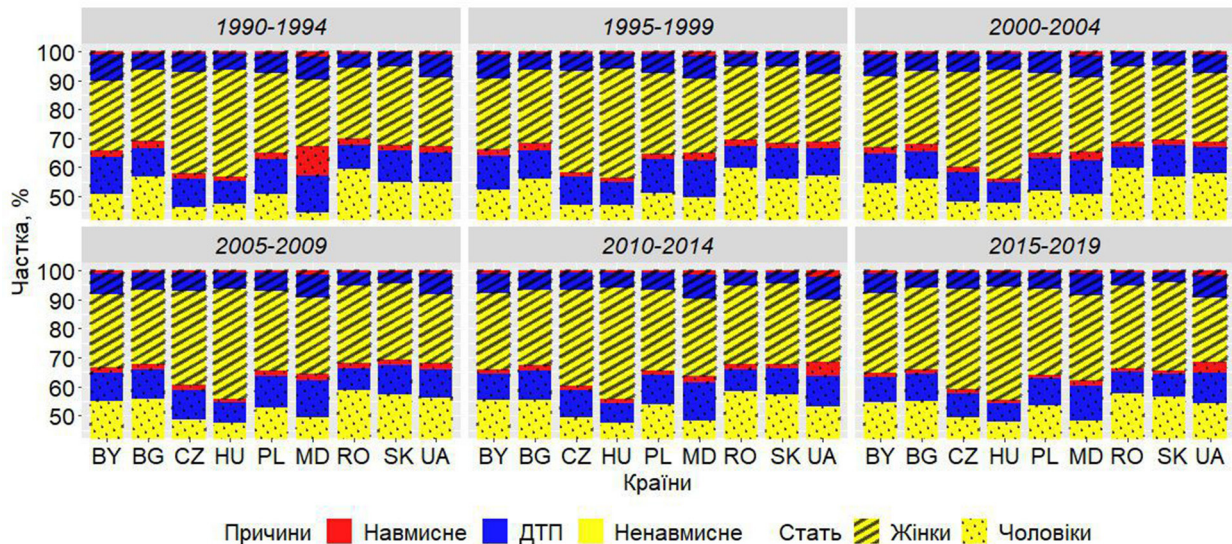 1990-1994 1995-1999 2000-2004
100
90
80
70
60
50
BY BG CZ HU PL MD RO SK UA BY BG CZ HU PL MD RO SK UA BY BG CZ HU PL MD RO SK UA
2005-2009 2010-2014 2015-2019
100
90
80
70
60
50
Частка, %
Країни
Причини Навмисне ДТП Ненавмисне Стать Жінки Чоловіки